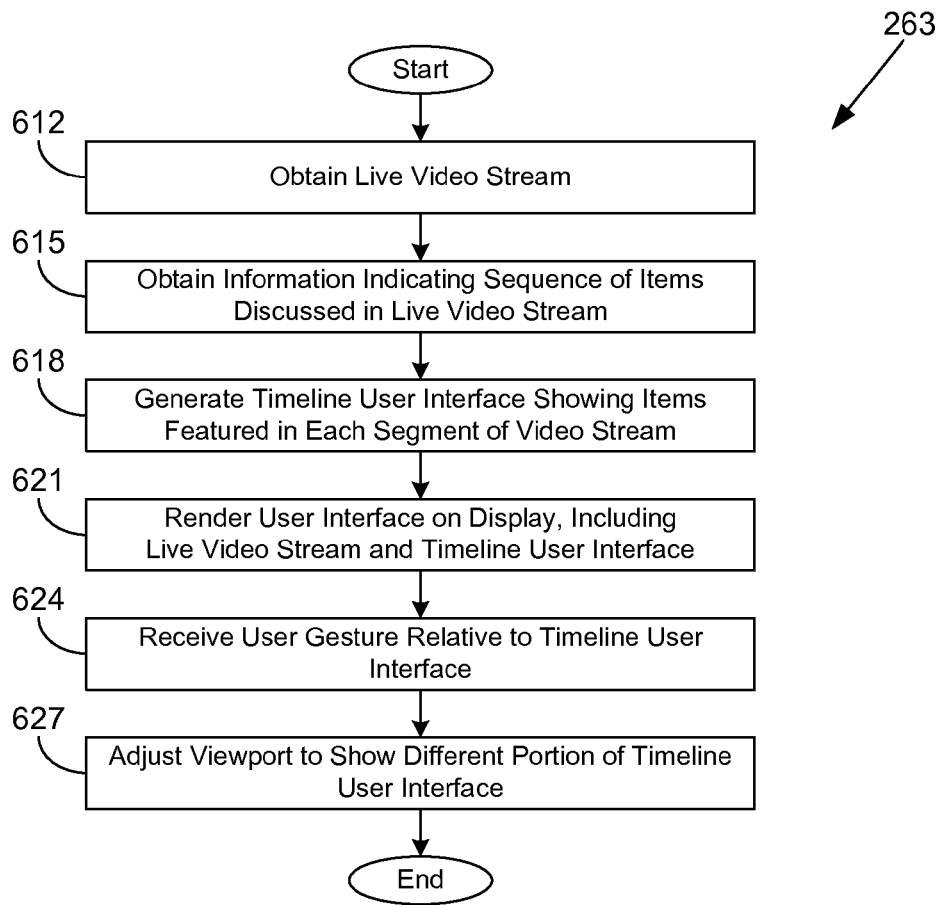 263
Start
612
Obtain Live Video Stream
615
Obtain Information Indicating Sequence of Items
Discussed in Live Video Stream
618
Generate Timeline User Interface Showing Items
Featured in Each Segment of Video Stream
621
Render User Interface on Display, Including
Live Video Stream and Timeline User Interface
624
Receive User Gesture Relative to Timeline User
Interface
627
Adjust Viewport to Show Different Portion of Timeline
User Interface
End